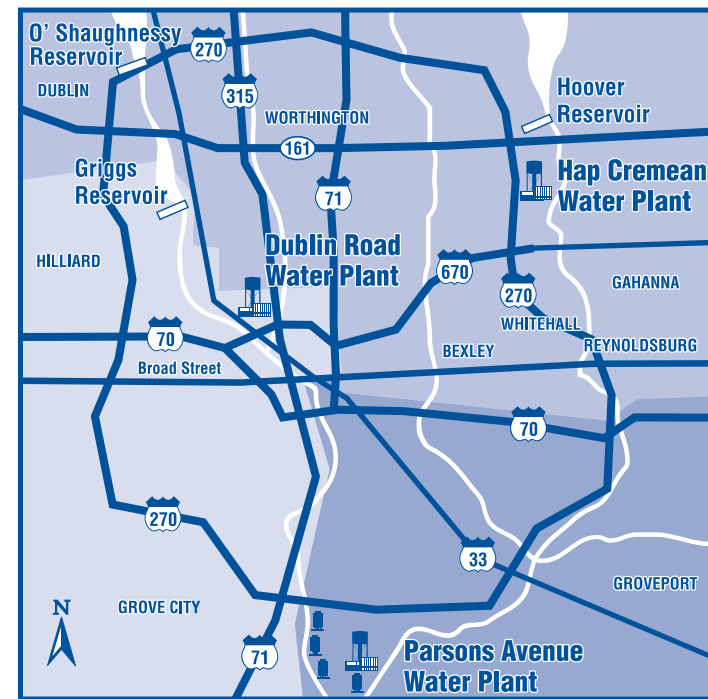 O' Shaughnessy
Reservoir
270
DUBLIN
315
Hoover
Reservoir
WORTHINGTON
161
Griggs
Reservoir
71
Hap Cremean
Water Plant
Dublin Road
Water Plant
HILLIARD
670
GAHANNA
270
WHITEHALL
70
BEXLEY
REYNOLDSBURG
Broad Street
70
270
33
GROVEPORT
N
GROVE CITY
71
Parsons Avenue
Water Plant